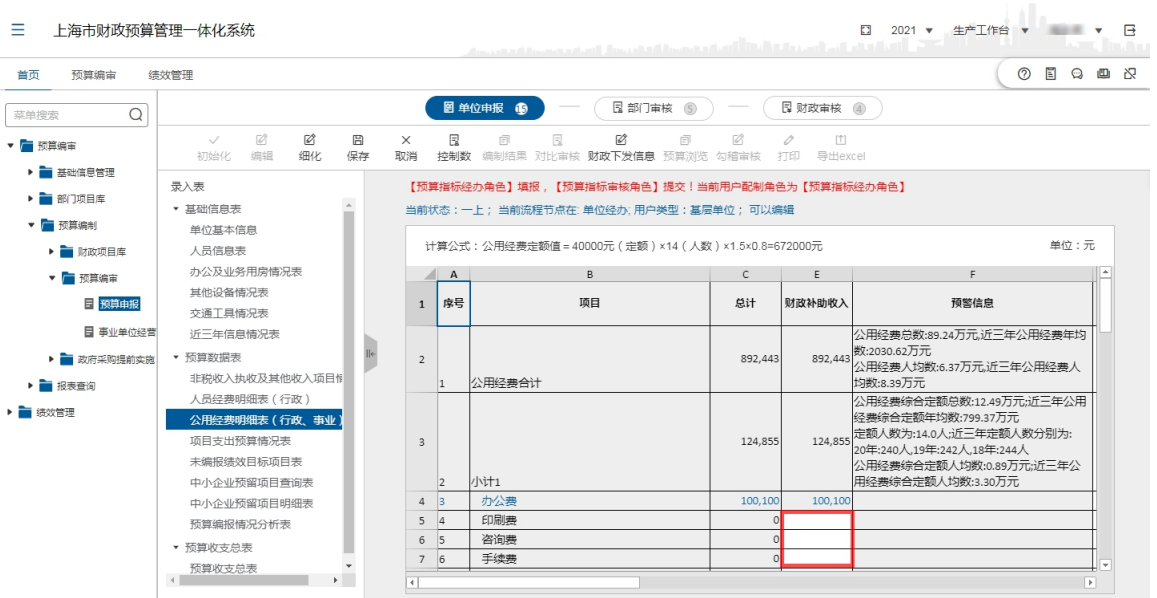 上海市财政预算管理一体化系统
2021 生产工作台
首页 预算编审 绩效管理
菜单搜索
单位申报 15 部门审核 5 财政审核 4
初始化 编辑 细化 保存 取消 控制数 编制结果 对比审核 财政下发信息 预算浏览 勾稽审核 打印 导出excel
预算编审
基础信息管理
部门项目库
预算编制
财政项目库
预算编审
预算申报
事业单位经营
政府采购提前实施
报表查询
绩效管理
录入表
基础信息表
单位基本信息
人员信息表
办公及业务用房情况表
其他设备情况表
交通工具情况表
近三年信息情况表
预算数据表
非税收入执收及其他收入项目
人员经费明细表（行政）
公用经费明细表（行政、事业）
项目支出预算情况表
未编报绩效目标项目表
中小企业预留项目查询表
中小企业预留项目明细表
预算编报情况分析表
预算收支总表
预算收支总表
【预算指标经办角色】填报，【预算指标审核角色】提交！当前用户配制角色为【预算指标经办角色】
当前状态：一上； 当前流程节点在: 单位经办; 用户类型：基层单位； 可以编辑
计算公式：公用经费定额值＝40000元（定额）×14（人数）×1.5×0.8=672000元 单位：元
A B C E F
1 序号 项目 总计 财政补助收入 预警信息
2 1 公用经费合计 892,443 892,443
公用经费总数:89.24万元,近三年公用经费年均
数:2030.62万元
公用经费人均数:6.37万元,近三年公用经费人
均数:8.39万元
3 2 小计1 124,855 124,855
公用经费综合定额总数:12.49万元;近三年公用
经费综合定额年均数:799.37万元
定额人数为:14.0人;近三年定额人数分别为:
20年:240人,19年:242人,18年:244人
公用经费综合定额人均数:0.89万元;近三年公
用经费综合定额人均数:3.30万元
4 3 办公费 100,100 100,100
5 4 印刷费 0
6 5 咨询费 0
7 6 手续费 0